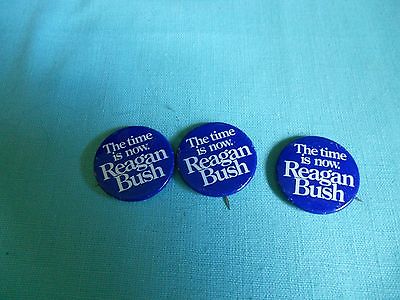 The time
is now.
Reagan
Bush
The time
is now.
Reagan
Bush
The time
is now.
Reagan
Bush